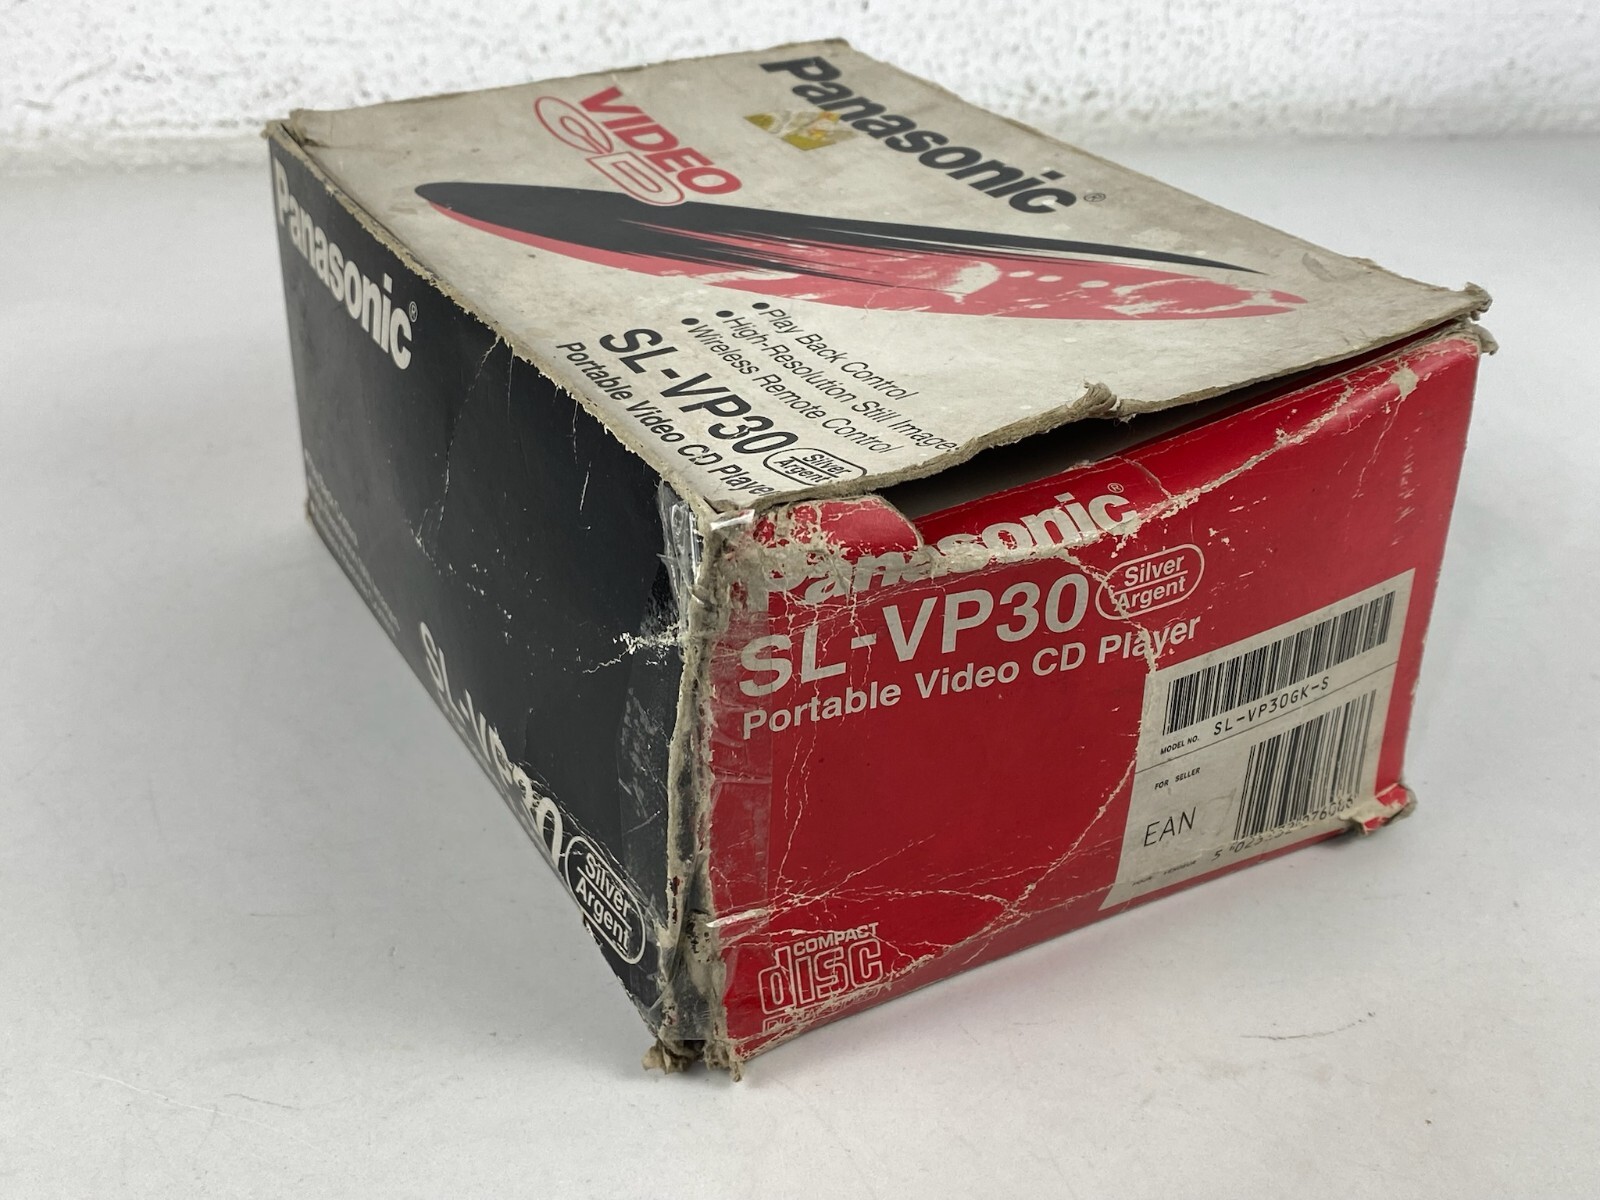 Panasonic®
VIDEO
CD
• Play Back Control
• High-Resolution Still Images
• Wireless Remote Control
SL-VP30 Silver
Argent
Portable Video CD Player
Panasonic®
SL-VP30 Silver
Argent
Panasonic®
SL-VP30 Silver
Argent
Portable Video CD Player
MODEL NO. SL-VP30GK-S
FOR SELLER
EAN
COMPACT
disc